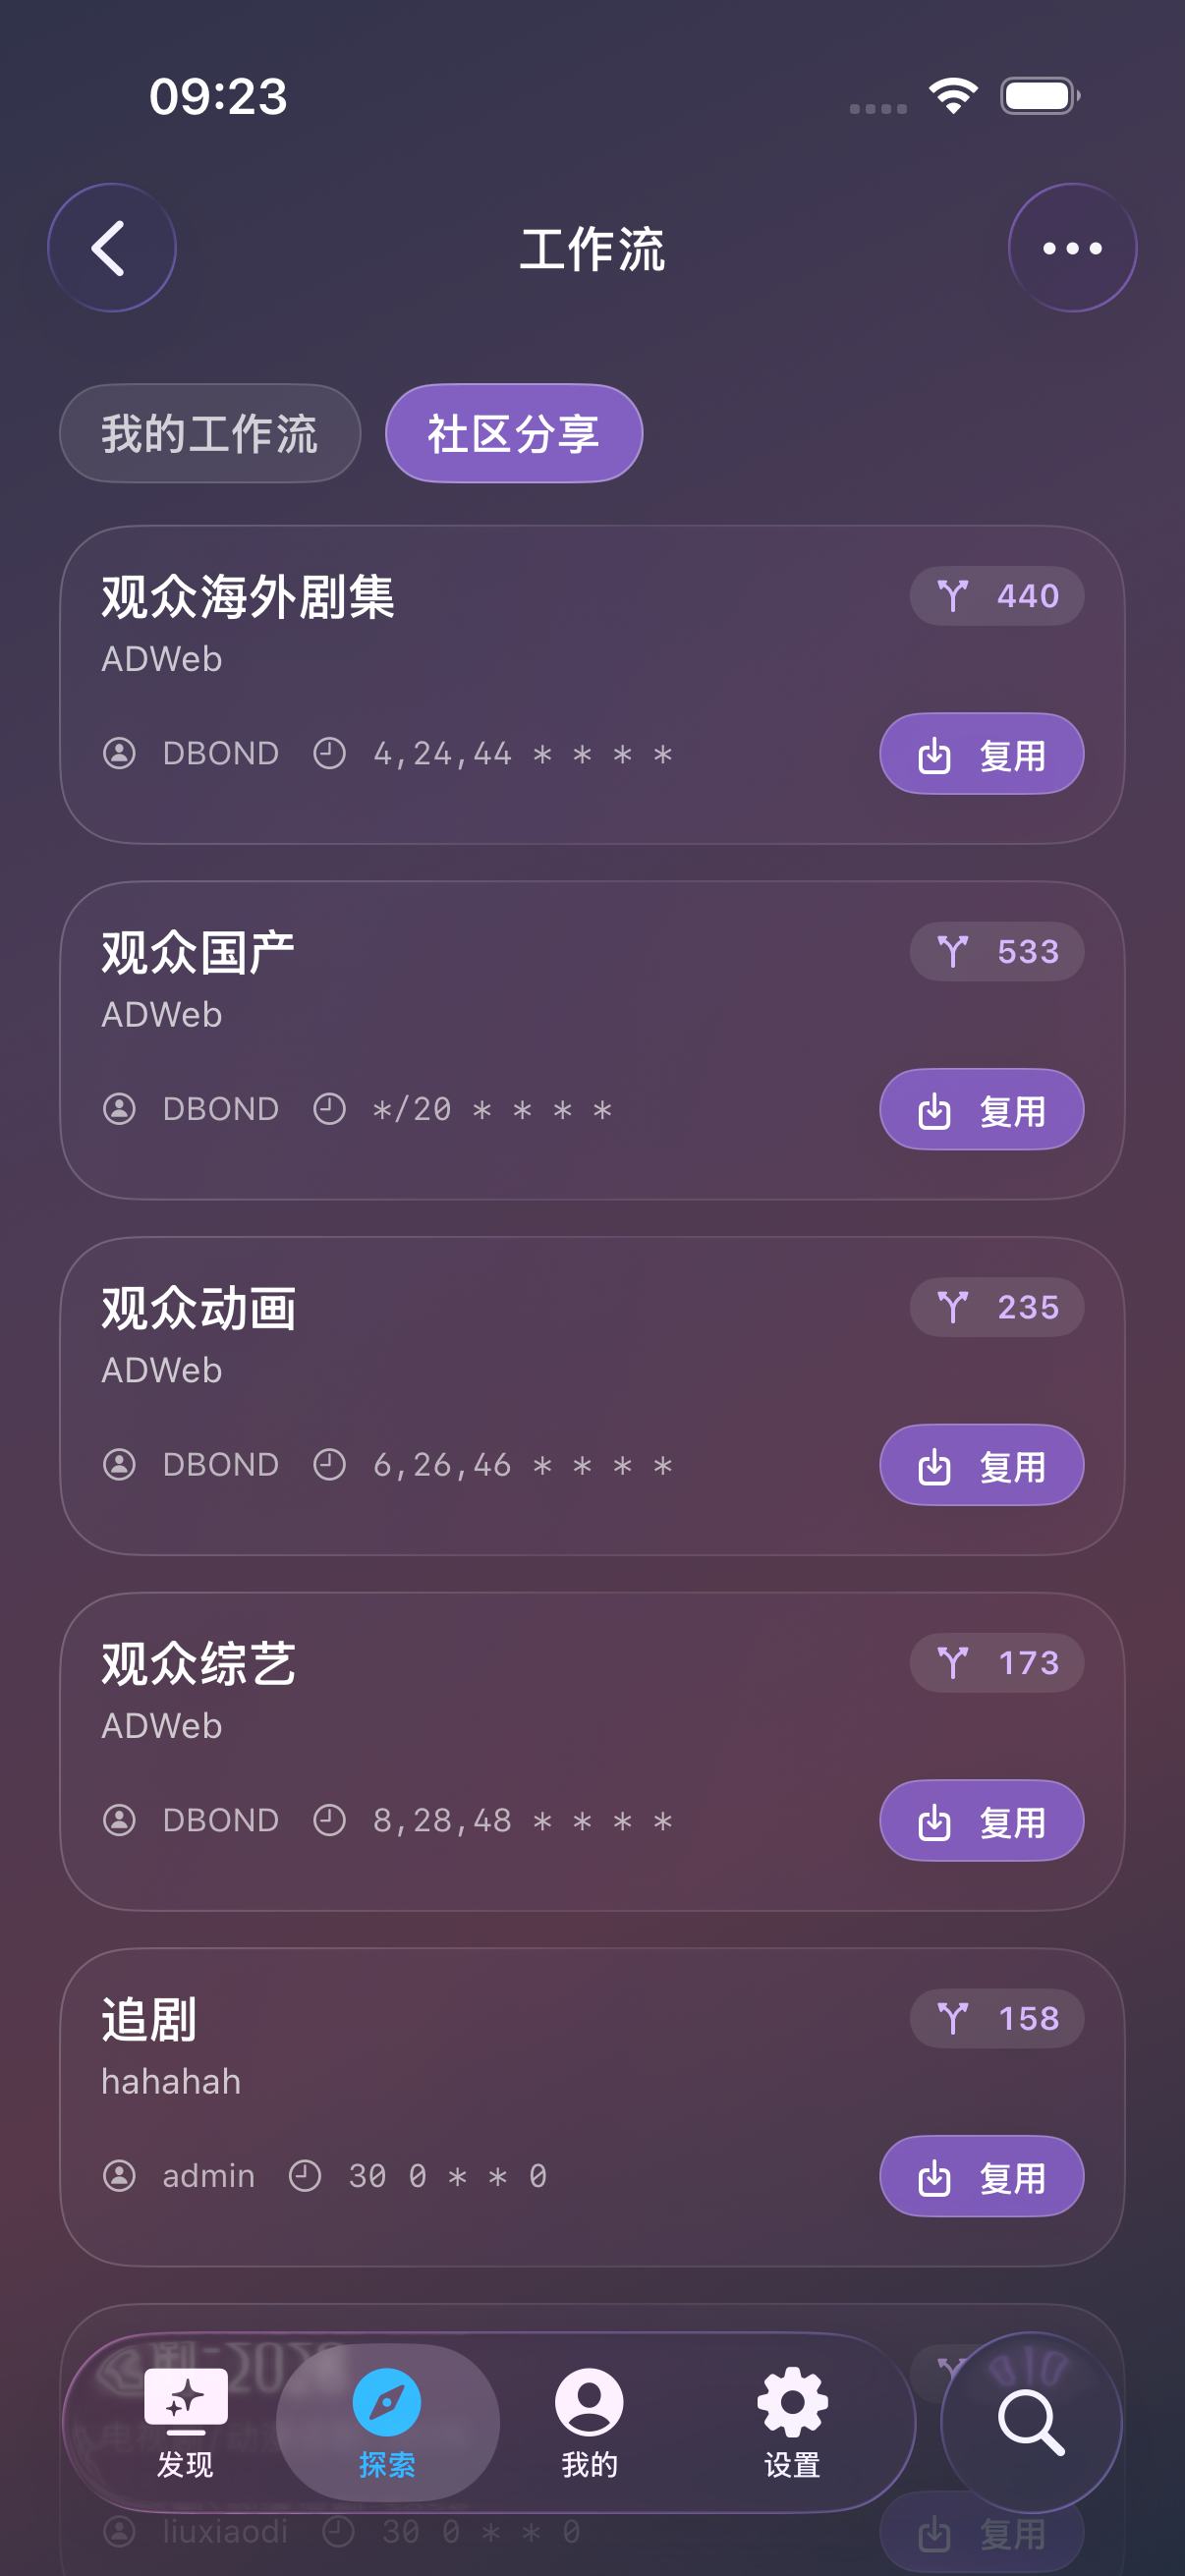 09:23
工作流
我的工作流 社区分享
观众海外剧集 440
ADWeb
DBOND 4,24,44 * * * * 复用
观众国产 533
ADWeb
DBOND */20 * * * * 复用
观众动画 235
ADWeb
DBOND 6,26,46 * * * * 复用
观众综艺 173
ADWeb
DBOND 8,28,48 * * * * 复用
追剧 158
hahahah
admin 30 0 * * 0 复用
发现 探索 我的 设置
liuxiaodi 30 0 * * 0 复用